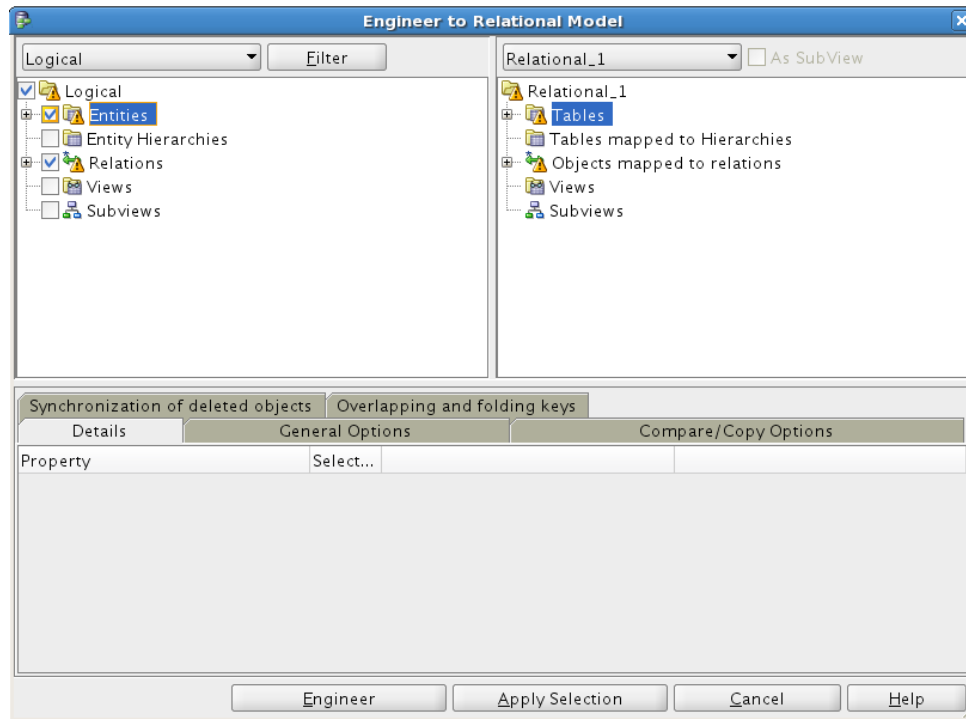 Engineer to Relational Model
Logical
Filter
Relational_1
As SubView
Logical
Entities
Entity Hierarchies
Relations
Views
Subviews
Relational_1
Tables
Tables mapped to Hierarchies
Objects mapped to relations
Views
Subviews
Synchronization of deleted objects
Overlapping and folding keys
Details
General Options
Compare/Copy Options
Property
Select...
Engineer
Apply Selection
Cancel
Help